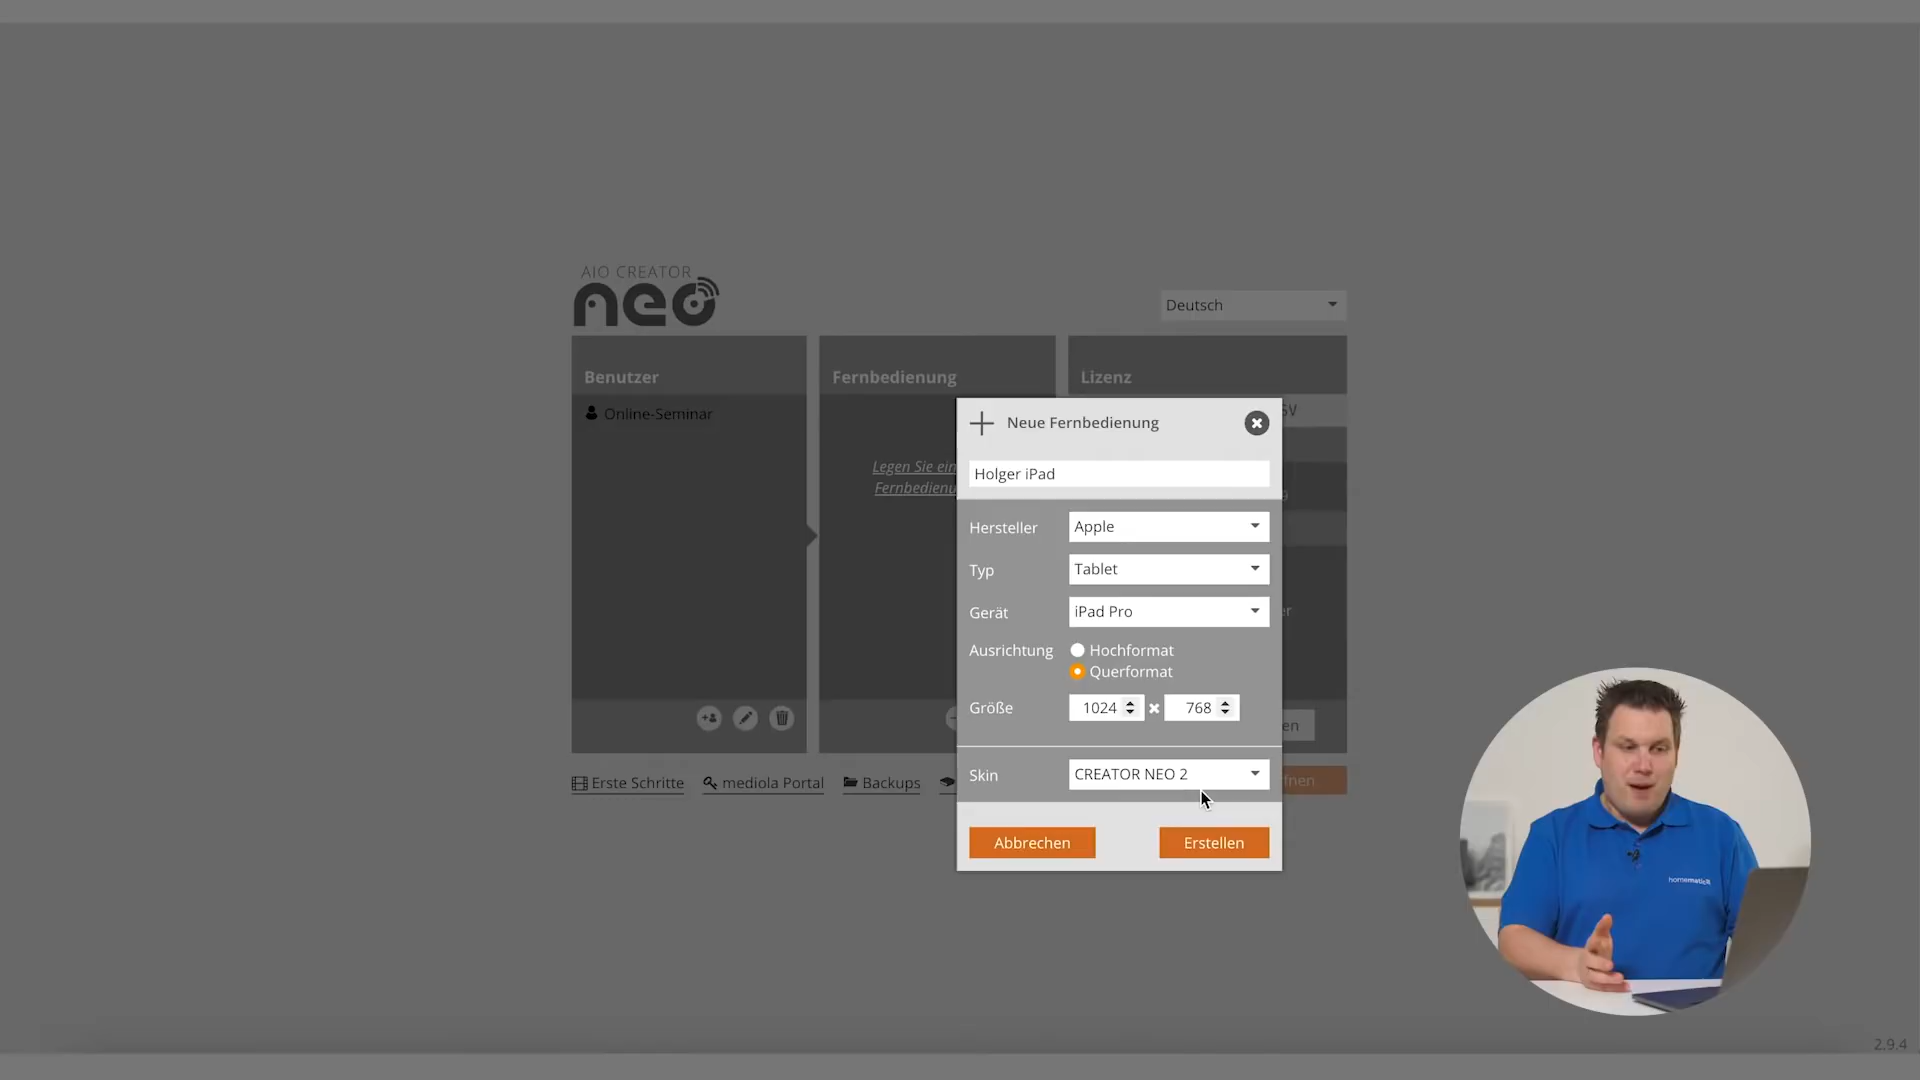 AIO CREATOR
neo
Deutsch
Benutzer
Fernbedienung
Lizenz
Online-Seminar
Legen Sie ein
Neue Fernbedienung
Holger iPad
Hersteller
Apple
Typ
Tablet
Gerät
iPad Pro
Ausrichtung
Hochformat
Querformat
Größe
1024
768
Skin
CREATOR NEO 2
Abbrechen
Erstellen
Erste Schritte
mediola Portal
Backups
homematic IP
2.9.4